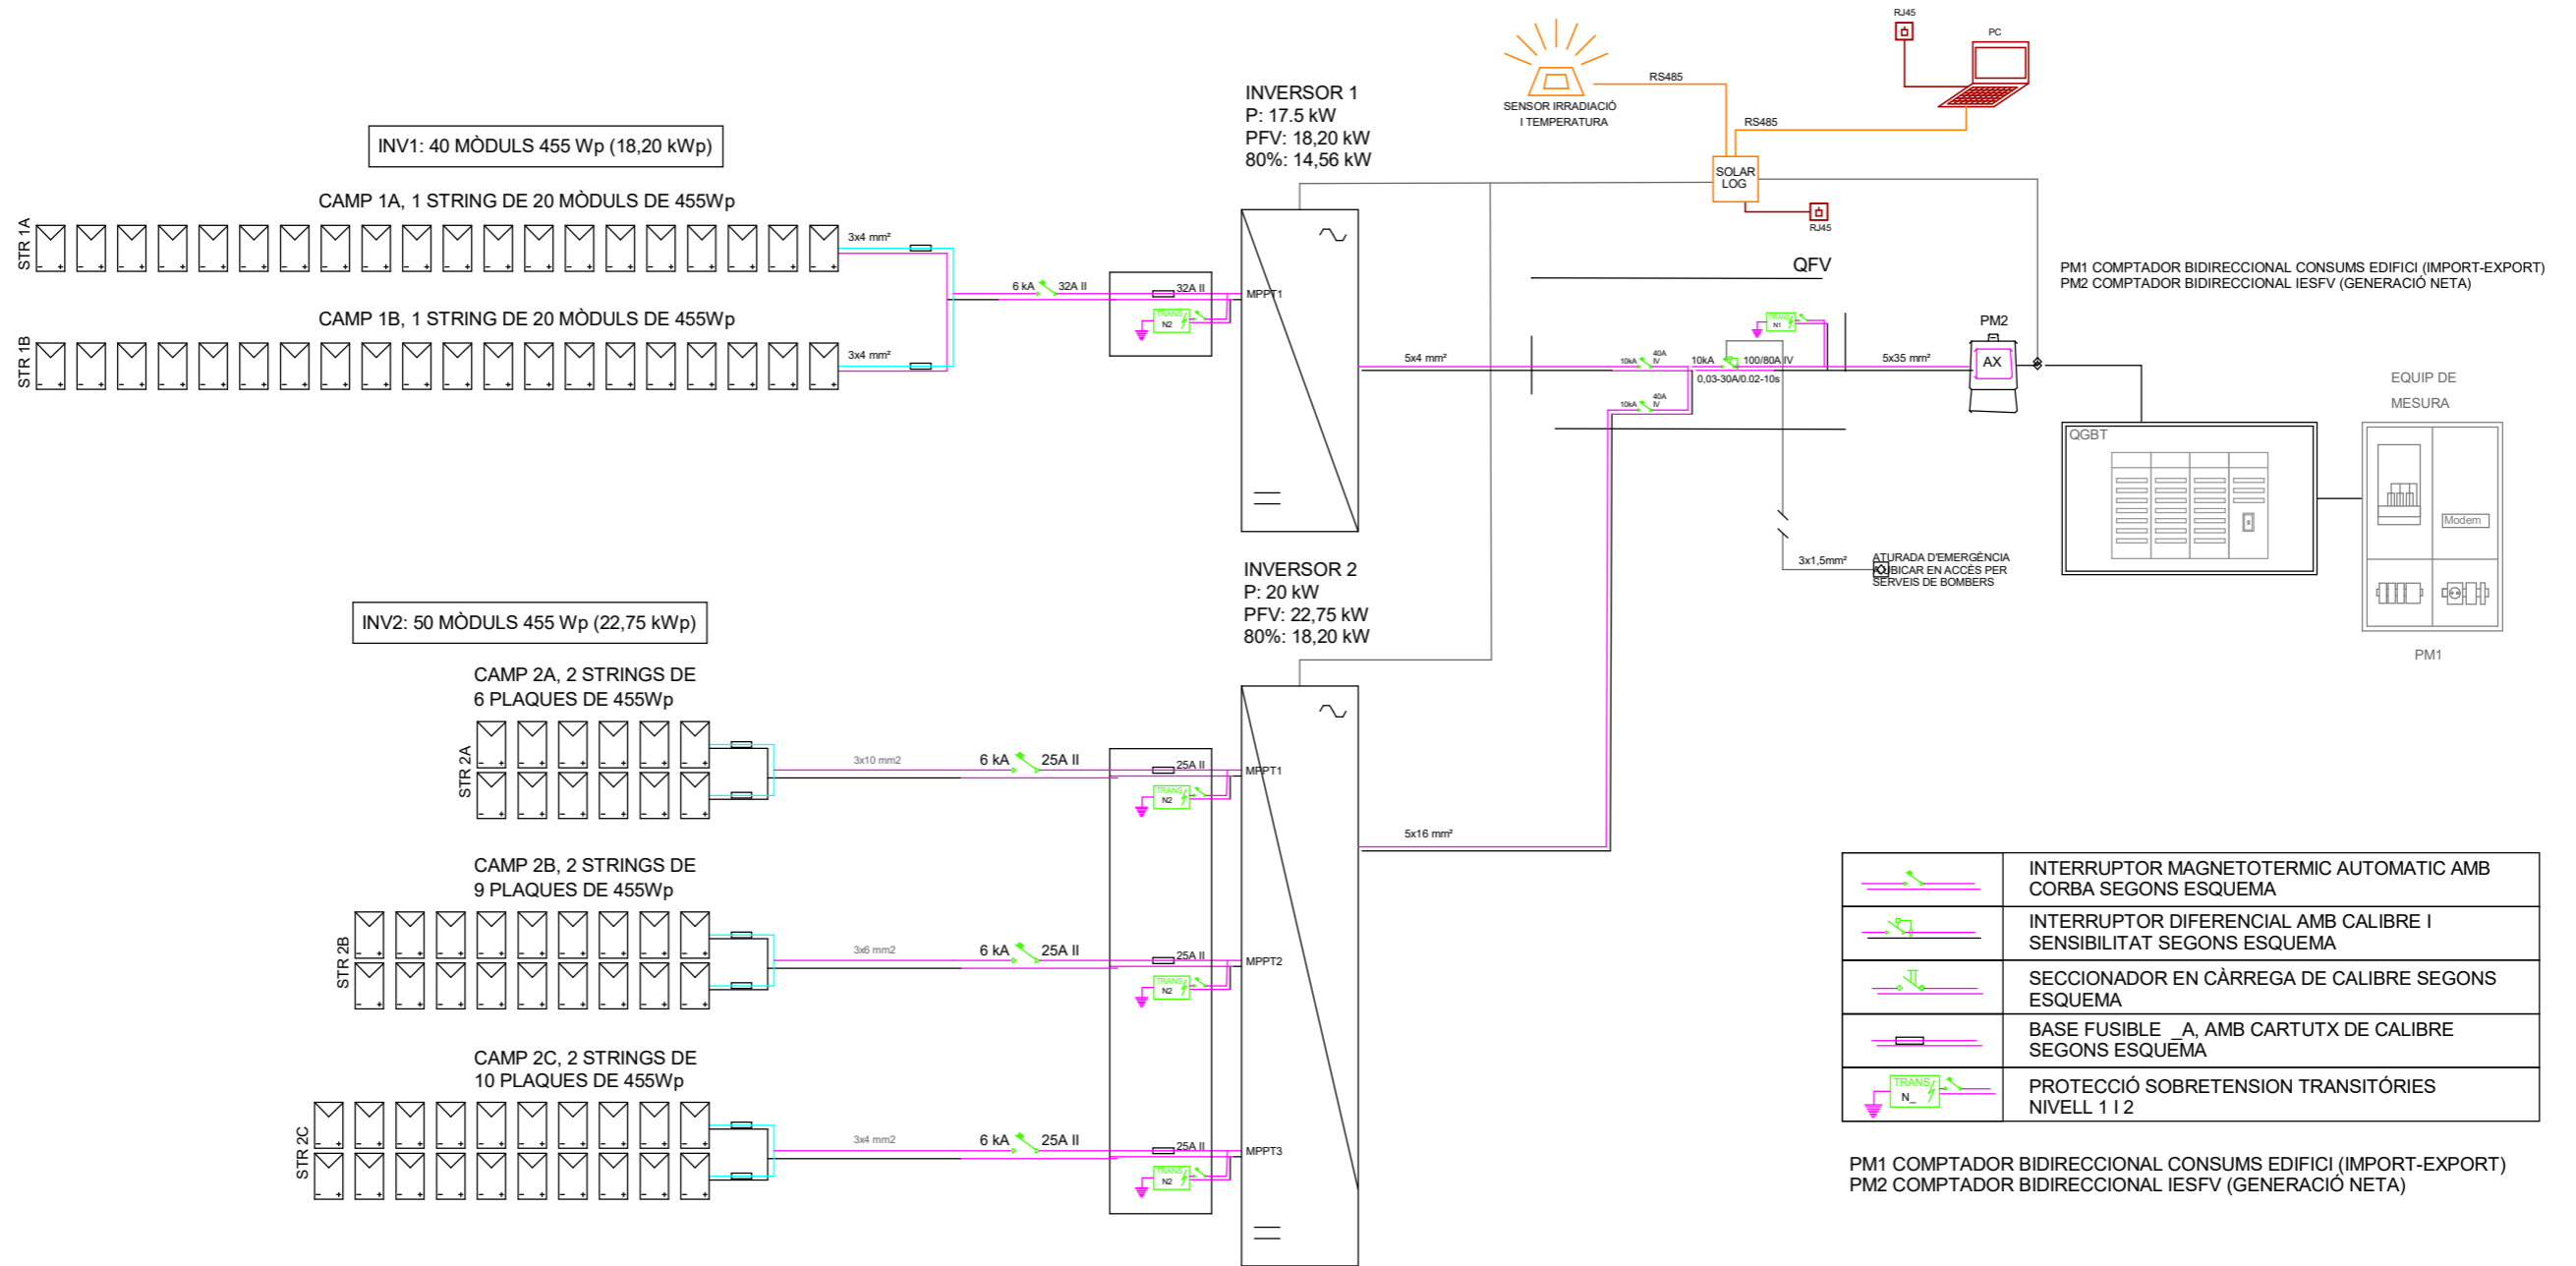 RJ45
PC
RS485
SENSOR IRRADIACIÓ
I TEMPERATURA
RS485
SOLAR
LOG
RJ45
INVERSOR 1
P: 17.5 kW
PFV: 18,20 kW
80%: 14,56 kW
INV1: 40 MÒDULS 455 Wp (18,20 kWp)
CAMP 1A, 1 STRING DE 20 MÒDULS DE 455Wp
STR 1A
3x4 mm²
6 kA
32A II
32A II
MPPT1
TRANS
N2
CAMP 1B, 1 STRING DE 20 MÒDULS DE 455Wp
STR 1B
3x4 mm²
QFV
TRANS
N1
5x4 mm²
10kA
40A
IV
10kA
100/80A IV
0,03-30A/0.02-10s
10kA
40A
IV
5x35 mm²
PM2
AX
PM1 COMPTADOR BIDIRECCIONAL CONSUMS EDIFICI (IMPORT-EXPORT)
PM2 COMPTADOR BIDIRECCIONAL IESFV (GENERACIÓ NETA)
EQUIP DE
MESURA
QGBT
Modem
PM1
3x1,5mm²
ATURADA D'EMERGÈNCIA
A UBICAR EN ACCÈS PER
SERVEIS DE BOMBERS
INVERSOR 2
P: 20 kW
PFV: 22,75 kW
80%: 18,20 kW
INV2: 50 MÒDULS 455 Wp (22,75 kWp)
CAMP 2A, 2 STRINGS DE
6 PLAQUES DE 455Wp
STR 2A
3x10 mm2
6 kA
25A II
25A II
MPPT1
TRANS
N2
5x16 mm²
CAMP 2B, 2 STRINGS DE
9 PLAQUES DE 455Wp
STR 2B
3x6 mm2
6 kA
25A II
25A II
MPPT2
TRANS
N2
CAMP 2C, 2 STRINGS DE
10 PLAQUES DE 455Wp
STR 2C
3x4 mm2
6 kA
25A II
25A II
MPPT3
TRANS
N2
INTERRUPTOR MAGNETOTERMIC AUTOMATIC AMB
CORBA SEGONS ESQUEMA
INTERRUPTOR DIFERENCIAL AMB CALIBRE I
SENSIBILITAT SEGONS ESQUEMA
SECCIONADOR EN CÀRREGA DE CALIBRE SEGONS
ESQUEMA
BASE FUSIBLE _A, AMB CARTUTX DE CALIBRE
SEGONS ESQUEMA
TRANS
N_
PROTECCIÓ SOBRETENSION TRANSITÓRIES
NIVELL 1 I 2
PM1 COMPTADOR BIDIRECCIONAL CONSUMS EDIFICI (IMPORT-EXPORT)
PM2 COMPTADOR BIDIRECCIONAL IESFV (GENERACIÓ NETA)